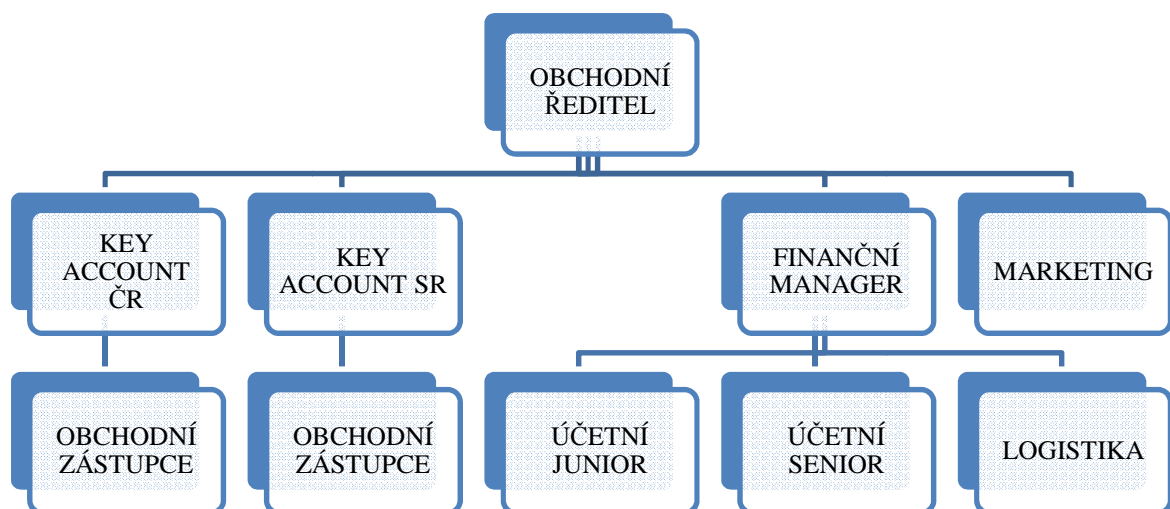 OBCHODNÍ
ŘEDITEL
KEY
ACCOUNT
ČR
KEY
ACCOUNT SR
FINANČNÍ
MANAGER
MARKETING
OBCHODNÍ
ZÁSTUPCE
OBCHODNÍ
ZÁSTUPCE
ÚČETNÍ
JUNIOR
ÚČETNÍ
SENIOR
LOGISTIKA